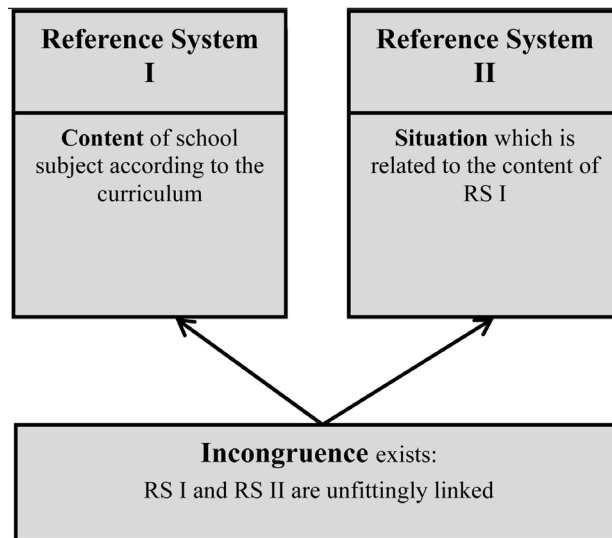 Reference System
I
Content of school
subject according to the
curriculum
Reference System
II
Situation which is
related to the content of
RS I
Incongruence exists:
RS I and RS II are unfittingly linked